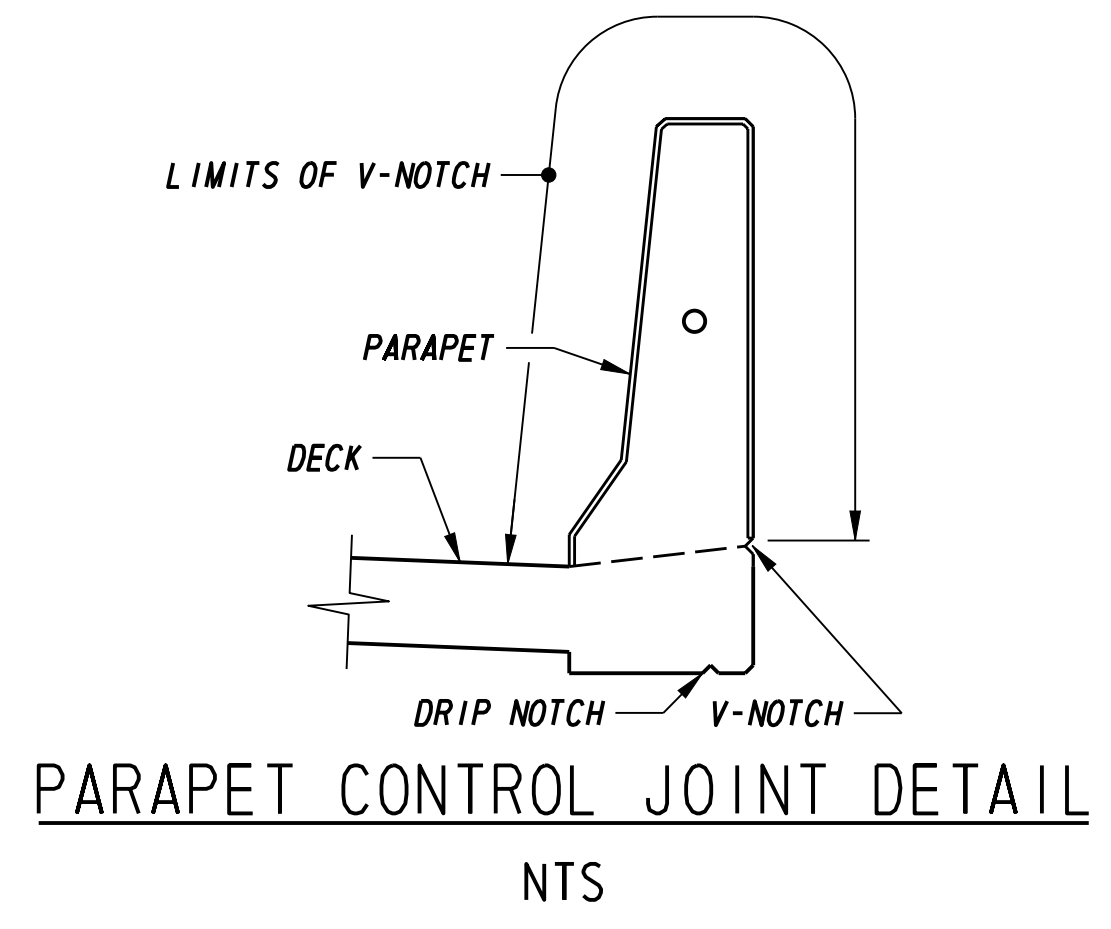 LIMITS OF V-NOTCH
PARAPET
DECK
DRIP NOTCH
V-NOTCH
PARAPET CONTROL JOINT DETAIL
NTS